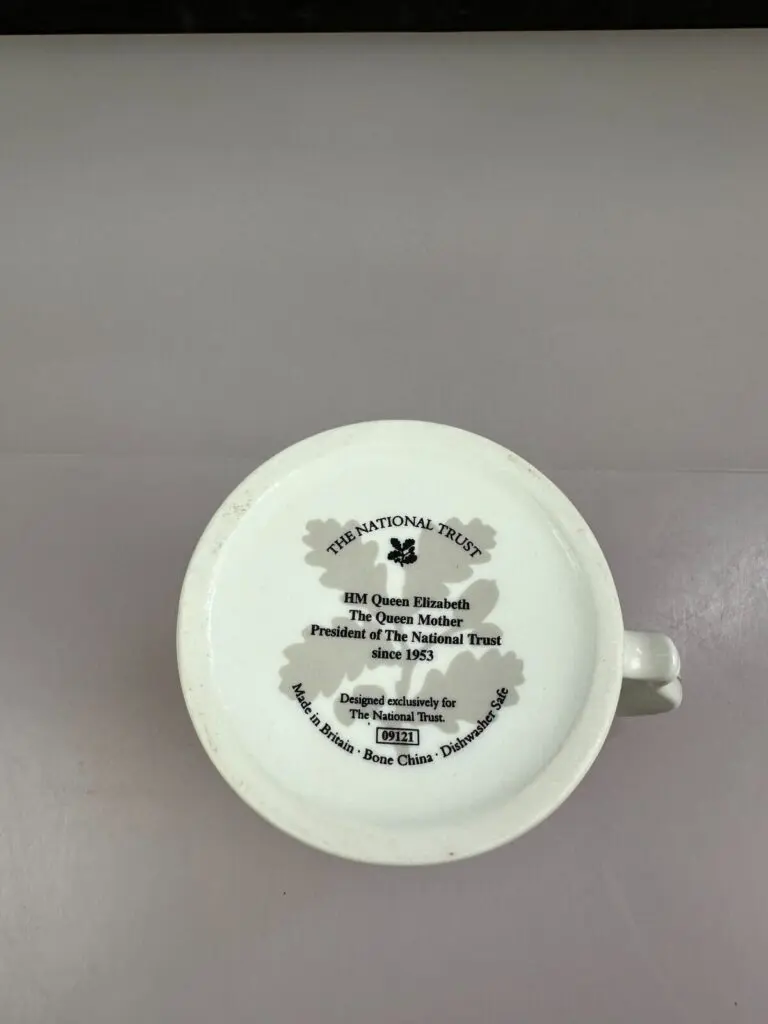 THE NATIONAL TRUST
HM Queen Elizabeth
The Queen Mother
President of The National Trust
since 1953
Designed exclusively for
The National Trust.
09121
Made in Britain · Bone China · Dishwasher Safe